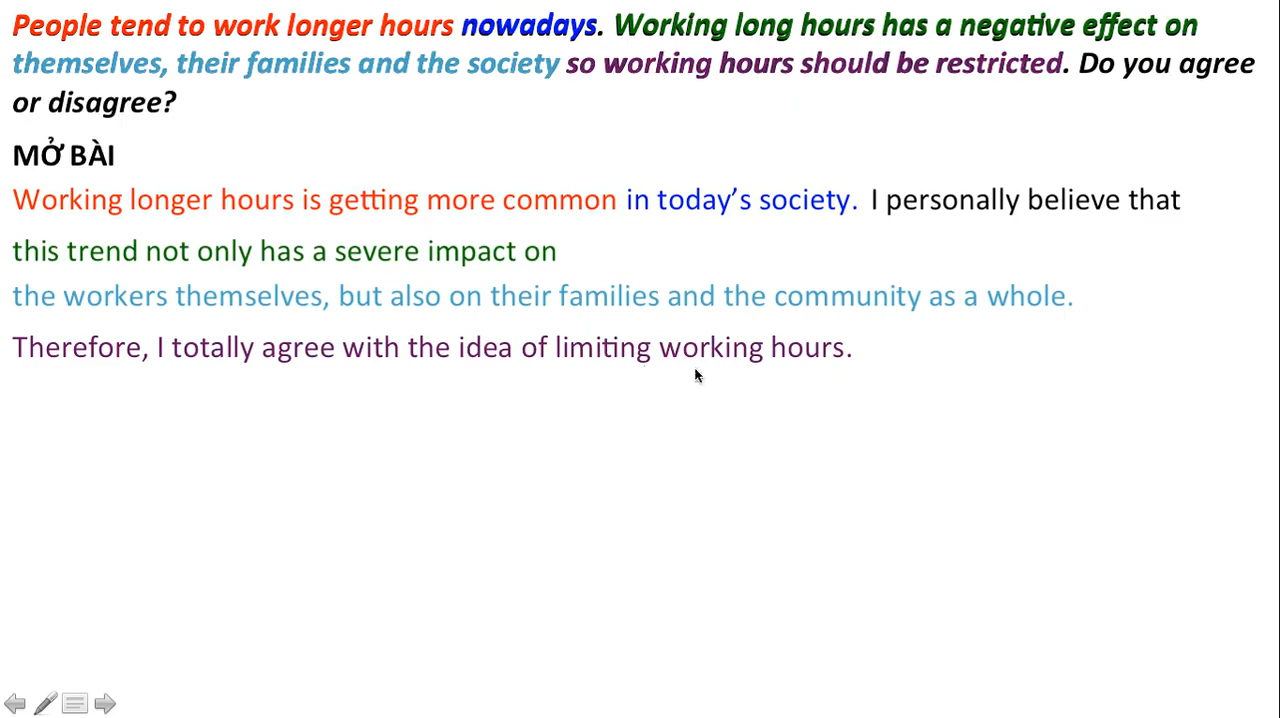 People tend to work longer hours nowadays. Working long hours has a negative effect on
themselves, their families and the society so working hours should be restricted. Do you agree
or disagree?
MỞ BÀI
Working longer hours is getting more common in today’s society. I personally believe that
this trend not only has a severe impact on
the workers themselves, but also on their families and the community as a whole.
Therefore, I totally agree with the idea of limiting working hours.